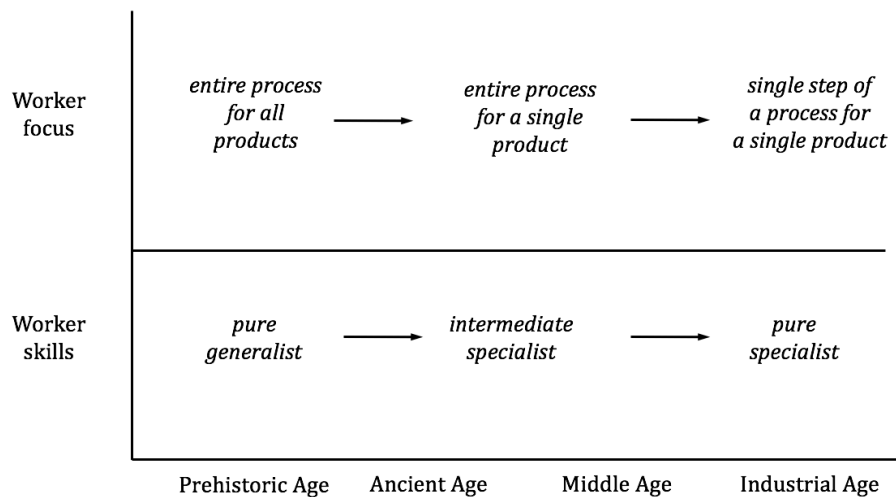 Worker
focus
entire process
for all
products
entire process
for a single
product
single step of
a process for
a single product
Worker
skills
pure
generalist
intermediate
specialist
pure
specialist
Prehistoric Age
Ancient Age
Middle Age
Industrial Age